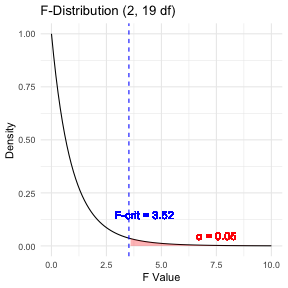 F-Distribution (2, 19 df)
1.00
0.75
0.50
0.25
0.00
Density
F-crit = 3.52
α = 0.05
0.0 2.5 5.0 7.5 10.0
F Value